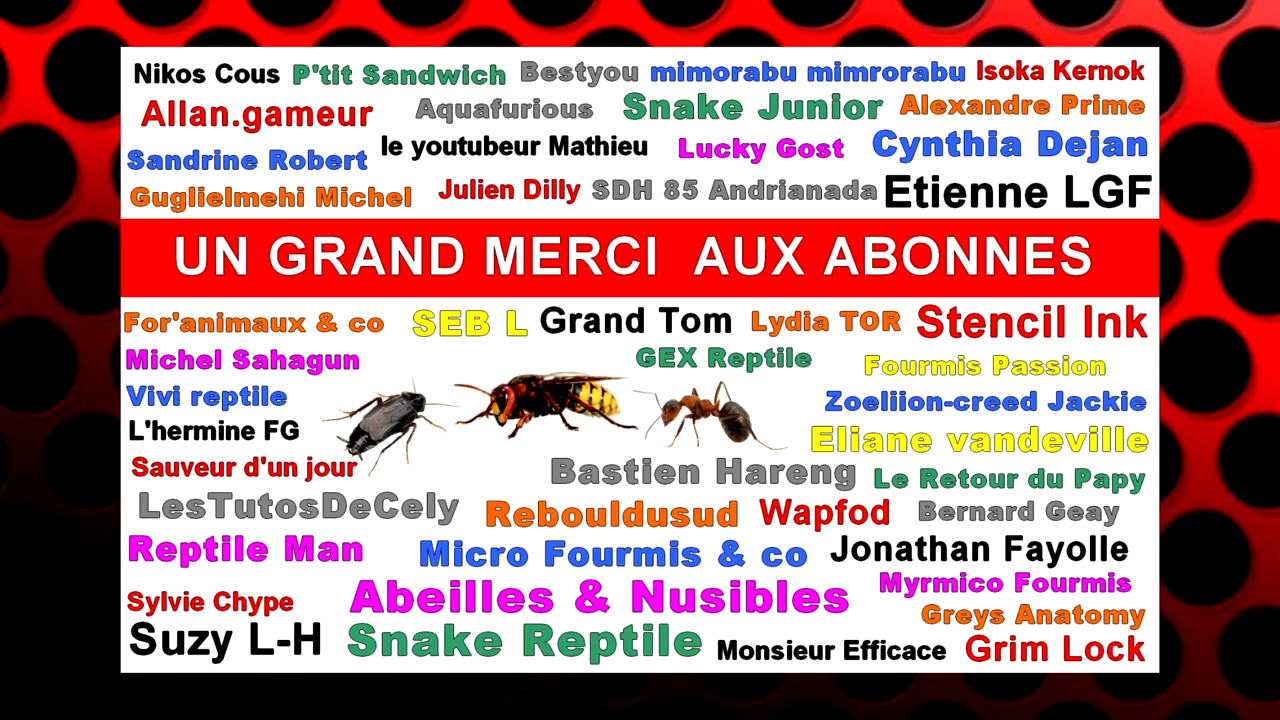 Nikos Cous P'tit Sandwich Bestyou mimorabu mimrorabu Isoka Kernok
Allan.gameur Aquafurious Snake Junior Alexandre Prime
Sandrine Robert le youtubeur Mathieu Lucky Gost Cynthia Dejan
Guglielmehi Michel Julien Dilly SDH 85 Andrianada Etienne LGF
UN GRAND MERCI AUX ABONNES
For'animaux & co SEB L Grand Tom Lydia TOR Stencil Ink
Michel Sahagun GEX Reptile Fourmis Passion
Vivi reptile Zoeliion-creed Jackie
L'hermine FG Eliane vandeville
Sauveur d'un jour Bastien Hareng Le Retour du Papy
LesTutosDeCely Rebouldusud Wapfod Bernard Geay
Reptile Man Micro Fourmis & co Jonathan Fayolle
Sylvie Chype Abeilles & Nusibles Myrmico Fourmis
Greys Anatomy
Suzy L-H Snake Reptile Monsieur Efficace Grim Lock